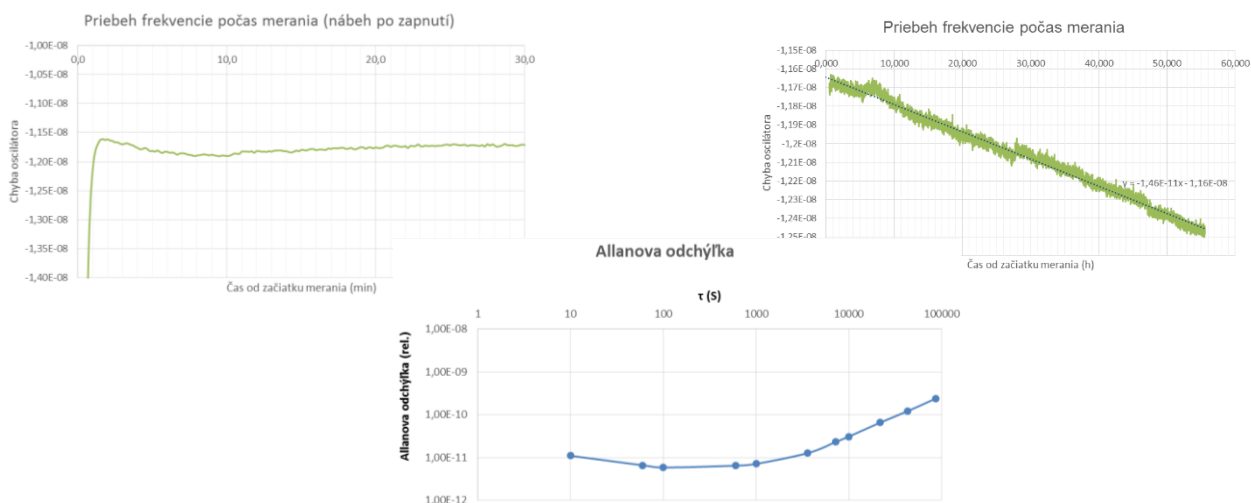 Priebeh frekvencie počas merania (nábeh po zapnutí)
-1,00E-08
0,0 10,0 20,0 30,0
-1,05E-08
-1,10E-08
-1,15E-08
-1,20E-08
-1,25E-08
-1,30E-08
-1,35E-08
-1,40E-08
Chyba oscilátora
Čas od začiatku merania (min)
Priebeh frekvencie počas merania
-1,15E-08
0,000 10,000 20,000 30,000 40,000 50,000 60,000
-1,16E-08
-1,17E-08
-1,18E-08
-1,19E-08
-1,2E-08
-1,21E-08
-1,22E-08
-1,23E-08
-1,24E-08
-1,25E-08
Chyba oscilátora
y = -1,46E-11x - 1,16E-08
Čas od začiatku merania (h)
Allanova odchýľka
τ (S)
1 10 100 1000 10000 100000
1,00E-08
1,00E-09
1,00E-10
1,00E-11
1,00E-12
Allanova odchýľka (rel.)